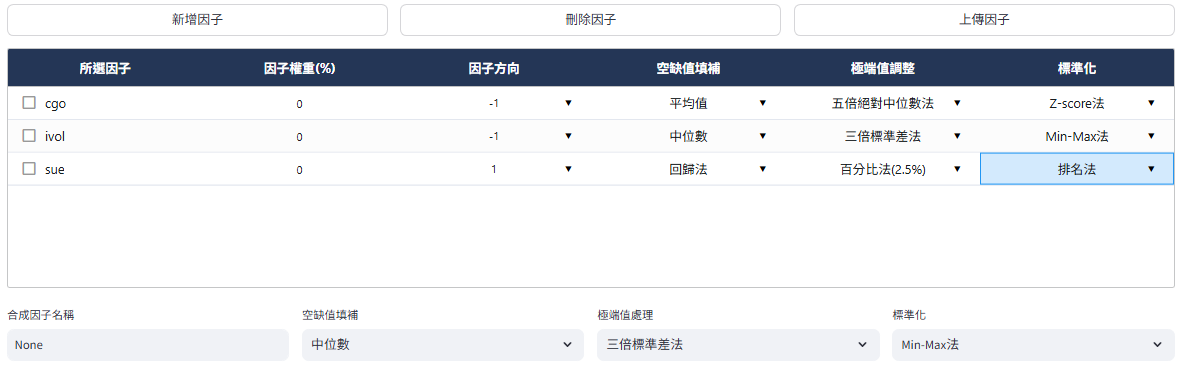 新增因子 刪除因子 上傳因子
所選因子 因子權重(%) 因子方向 空缺值填補 極端值調整 標準化
cgo 0 -1 平均值 五倍絕對中位數法 Z-score法
ivol 0 -1 中位數 三倍標準差法 Min-Max法
sue 0 1 回歸法 百分比法(2.5%) 排名法
合成因子名稱 空缺值填補 極端值處理 標準化
None 中位數 三倍標準差法 Min-Max法